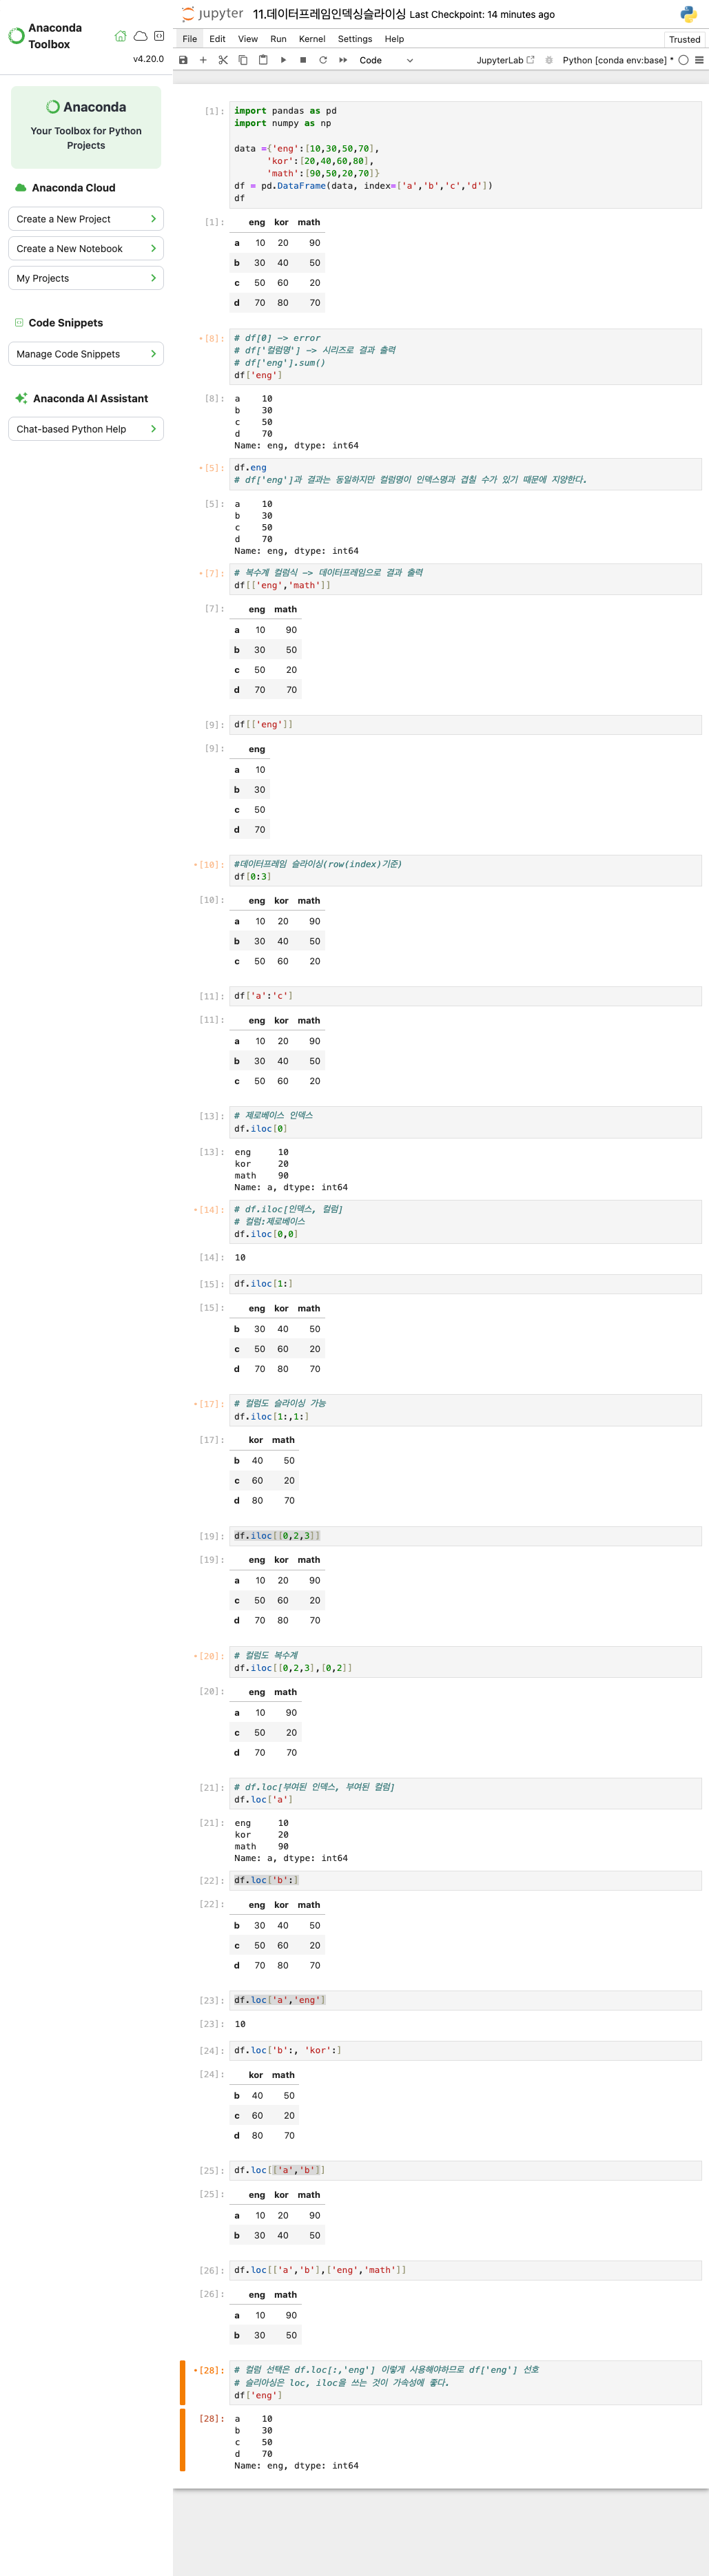 Anaconda
Toolbox
v4.20.0
Anaconda
Your Toolbox for Python
Projects
Anaconda Cloud
Create a New Project
Create a New Notebook
My Projects
Code Snippets
Manage Code Snippets
Anaconda AI Assistant
Chat-based Python Help
jupyter 11.데이터프레임인덱싱슬라이싱 Last Checkpoint: 14 minutes ago
File Edit View Run Kernel Settings Help Trusted
Code JupyterLab Python [conda env:base] *
[1]: import pandas as pd
import numpy as np
data ={'eng':[10,30,50,70],
'kor':[20,40,60,80],
'math':[90,50,20,70]}
df = pd.DataFrame(data, index=['a','b','c','d'])
df
[1]: eng kor math
a 10 20 90
b 30 40 50
c 50 60 20
d 70 80 70
•[8]: # df[0] -> error
# df['컬럼명'] -> 시리즈로 결과 출력
# df['eng'].sum()
df['eng']
[8]: a 10
b 30
c 50
d 70
Name: eng, dtype: int64
•[5]: df.eng
# df['eng']과 결과는 동일하지만 컬럼명이 인덱스명과 겹칠 수가 있기 때문에 지양한다.
[5]: a 10
b 30
c 50
d 70
Name: eng, dtype: int64
•[7]: # 복수계 컬럼식 -> 데이터프레임으로 결과 출력
df[['eng','math']]
[7]: eng math
a 10 90
b 30 50
c 50 20
d 70 70
[9]: df[['eng']]
[9]: eng
a 10
b 30
c 50
d 70
•[10]: #데이터프레임 슬라이싱(row(index)기준)
df[0:3]
[10]: eng kor math
a 10 20 90
b 30 40 50
c 50 60 20
[11]: df['a':'c']
[11]: eng kor math
a 10 20 90
b 30 40 50
c 50 60 20
[13]: # 제로베이스 인덱스
df.iloc[0]
[13]: eng 10
kor 20
math 90
Name: a, dtype: int64
•[14]: # df.iloc[인덱스, 컬럼]
# 컬럼:제로베이스
df.iloc[0,0]
[14]: 10
[15]: df.iloc[1:]
[15]: eng kor math
b 30 40 50
c 50 60 20
d 70 80 70
•[17]: # 컬럼도 슬라이싱 가능
df.iloc[1:,1:]
[17]: kor math
b 40 50
c 60 20
d 80 70
[19]: df.iloc[[0,2,3]]
[19]: eng kor math
a 10 20 90
c 50 60 20
d 70 80 70
•[20]: # 컬럼도 복수계
df.iloc[[0,2,3],[0,2]]
[20]: eng math
a 10 90
c 50 20
d 70 70
[21]: # df.loc[부여된 인덱스, 부여된 컬럼]
df.loc['a']
[21]: eng 10
kor 20
math 90
Name: a, dtype: int64
[22]: df.loc['b':]
[22]: eng kor math
b 30 40 50
c 50 60 20
d 70 80 70
[23]: df.loc['a','eng']
[23]: 10
[24]: df.loc['b':, 'kor':]
[24]: kor math
b 40 50
c 60 20
d 80 70
[25]: df.loc[['a','b']]
[25]: eng kor math
a 10 20 90
b 30 40 50
[26]: df.loc[['a','b'],['eng','math']]
[26]: eng math
a 10 90
b 30 50
•[28]: # 컬럼 선택은 df.loc[:,'eng'] 이렇게 사용해야하므로 df['eng'] 선호
# 슬리아싱은 loc, iloc을 쓰는 것이 가속성에 좋다.
df['eng']
[28]: a 10
b 30
c 50
d 70
Name: eng, dtype: int64